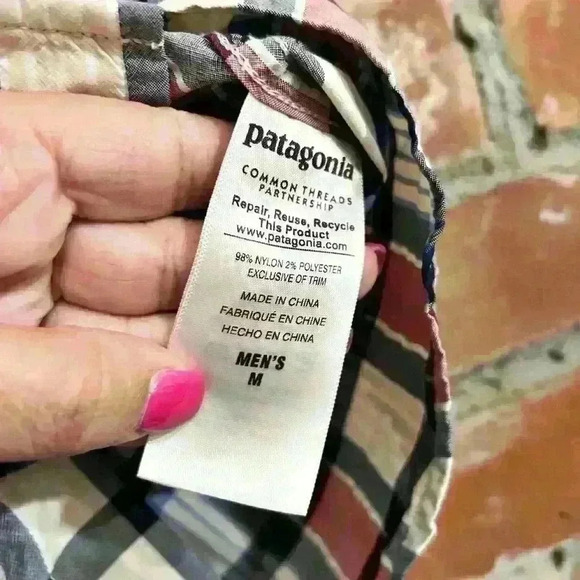 patagonia
COMMON THREADS
PARTNERSHIP
Repair, Reuse, Recycle
This Product
www.patagonia.com
98% NYLON 2% POLYESTER
EXCLUSIVE OF TRIM
MADE IN CHINA
FABRIQUÉ EN CHINE
HECHO EN CHINA
MEN'S
M